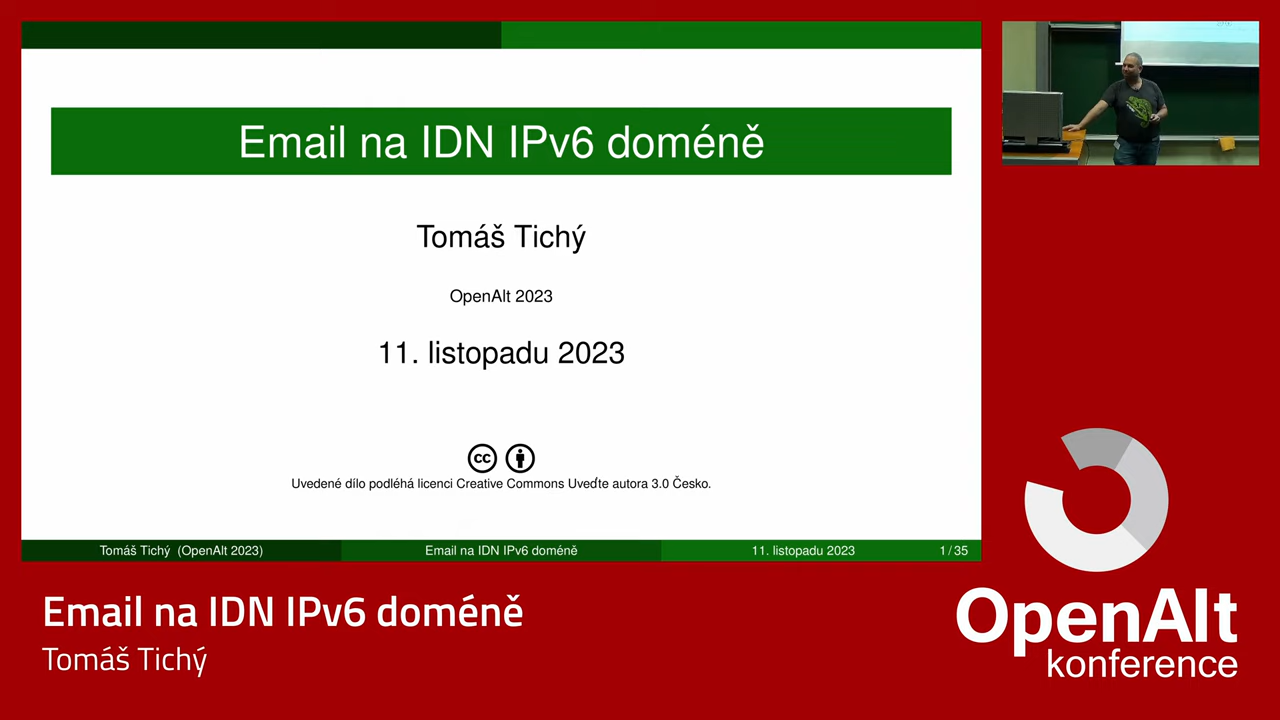 Email na IDN IPv6 doméně
Tomáš Tichý
OpenAlt 2023
11. listopadu 2023
cc
Uvedené dílo podléhá licenci Creative Commons Uveďte autora 3.0 Česko.
Tomáš Tichý (OpenAlt 2023) Email na IDN IPv6 doméně 11. listopadu 2023 1 / 35
Email na IDN IPv6 doméně
Tomáš Tichý
OpenAlt
konference